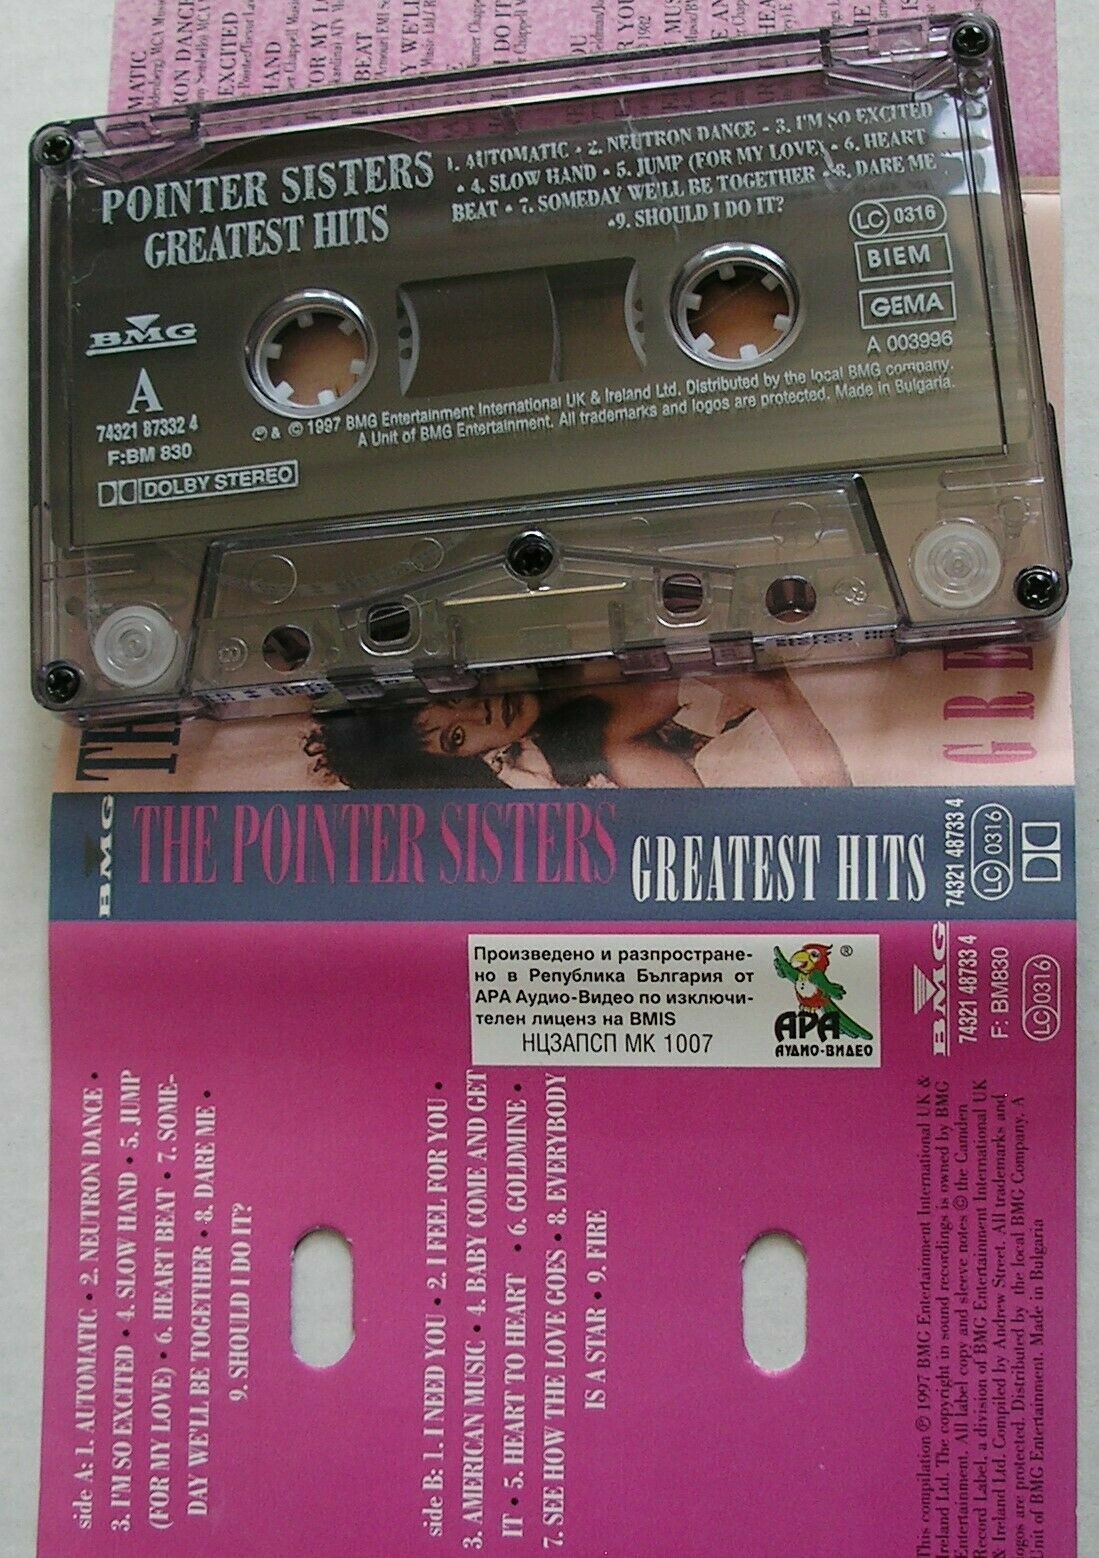 POINTER SISTERS
GREATEST HITS
1. AUTOMATIC • 2. NEUTRON DANCE • 3. I'M SO EXCITED
• 4. SLOW HAND • 5. JUMP (FOR MY LOVE) • 6. HEART
BEAT • 7. SOMEDAY WE'LL BE TOGETHER • 8. DARE ME
•9. SHOULD I DO IT?
LC 0316
BIEM
GEMA
A 003996
BMG
A
74321 87332 4
F:BM 830
DOLBY STEREO
℗ & © 1997 BMG Entertainment International UK & Ireland Ltd. Distributed by the local BMG company.
A Unit of BMG Entertainment. All trademarks and logos are protected. Made in Bulgaria.
BMG
THE POINTER SISTERS
GREATEST HITS
74321 48733 4
LC 0316
Произведено и разпростране-
но в Република България от
АРА Аудио-Видео по изключи-
телен лиценз на BMIS
НЦЗАПСП МК 1007
®
АРА
АУДИО-ВИДЕО
BMG
74321 48733 4
F: BM830
LC 0316
side A: 1. AUTOMATIC • 2. NEUTRON DANCE •
3. I'M SO EXCITED • 4. SLOW HAND • 5. JUMP
(FOR MY LOVE) • 6. HEART BEAT • 7. SOME-
DAY WE'LL BE TOGETHER • 8. DARE ME •
9. SHOULD I DO IT?
side B: 1. I NEED YOU • 2. I FEEL FOR YOU •
3. AMERICAN MUSIC • 4. BABY COME AND GET
IT • 5. HEART TO HEART • 6. GOLDMINE •
7. SEE HOW THE LOVE GOES • 8. EVERYBODY
IS A STAR • 9. FIRE
This compilation ℗ 1997 BMG Entertainment International UK &
Ireland Ltd. The copyright in sound recordings is owned by BMG
Entertainment. All label copy and sleeve notes © the Camden
Record Label, a division of BMG Entertainment International UK
& Ireland Ltd. Compiled by Andrew Street. All trademarks and
logos are protected. Distributed by the local BMG Company. A
Unit of BMG Entertainment. Made in Bulgaria